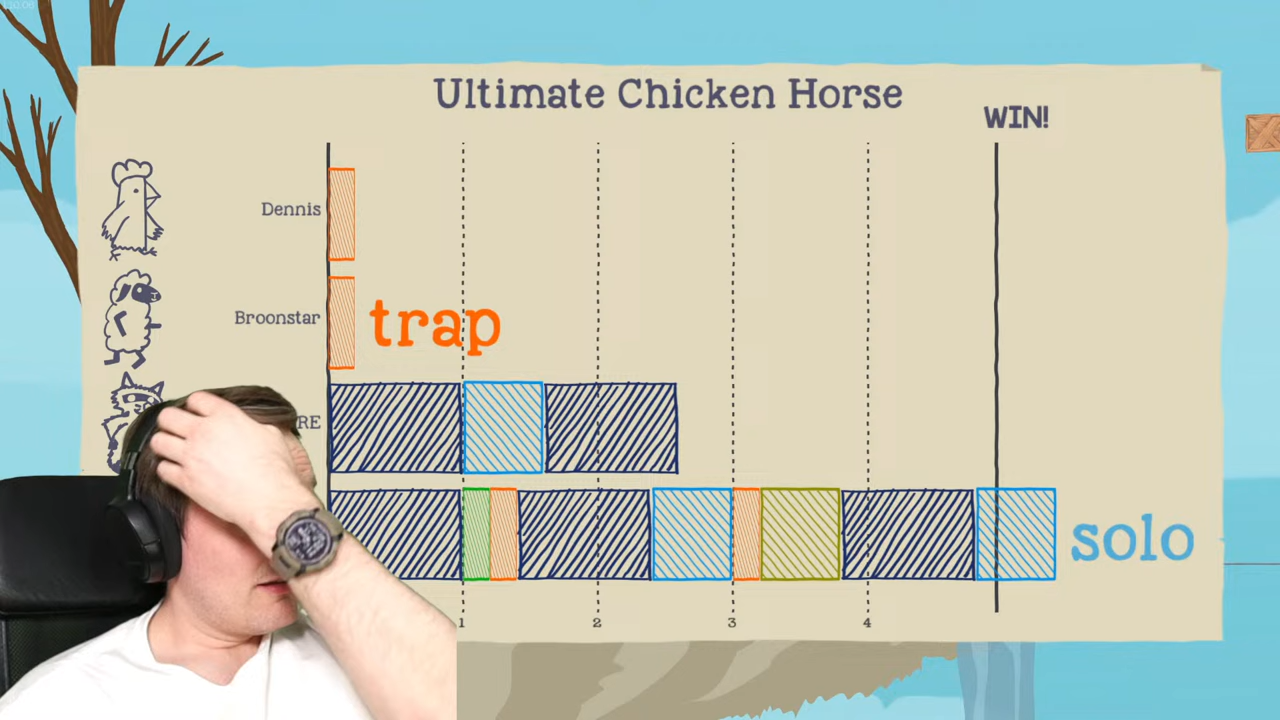 Ultimate Chicken Horse
WIN!
Dennis
Broonstar
trap
RE
solo
1 2 3 4